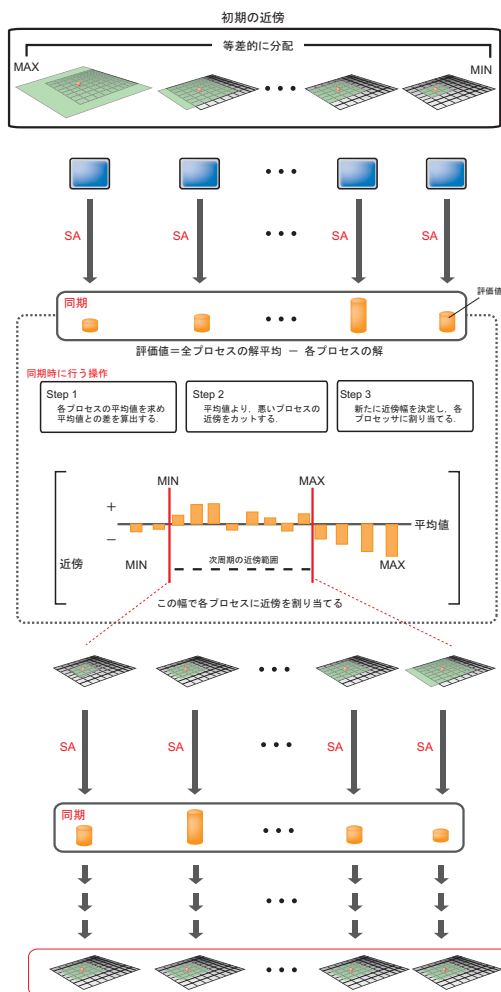 初期の近傍
等差的に分配
MAX
MIN
SA
SA
SA
SA
同期
評価値
評価値＝全プロセスの解平均 － 各プロセスの解
同期時に行う操作
Step 1
各プロセスの平均値を求め
平均値との差を算出する.
Step 2
平均値より, 悪いプロセスの
近傍をカットする.
Step 3
新たに近傍幅を決定し, 各
プロセッサに割り当てる.
MIN
MAX
＋
－
平均値
近傍
MIN
次周期の近傍範囲
MAX
この幅で各プロセスに近傍を割り当てる
SA
SA
SA
SA
同期